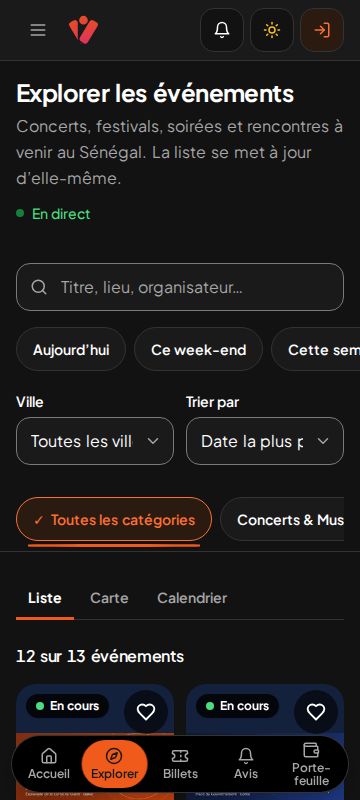 Explorer les événements
Concerts, festivals, soirées et rencontres à
venir au Sénégal. La liste se met à jour
d’elle-même.
En direct
Titre, lieu, organisateur…
Aujourd’hui
Ce week-end
Cette sem
Ville
Trier par
Toutes les vill
Date la plus p
✓ Toutes les catégories
Concerts & Mus
Liste
Carte
Calendrier
12 sur 13 événements
En cours
En cours
Accueil
Explorer
Billets
Avis
Porte-
feuille